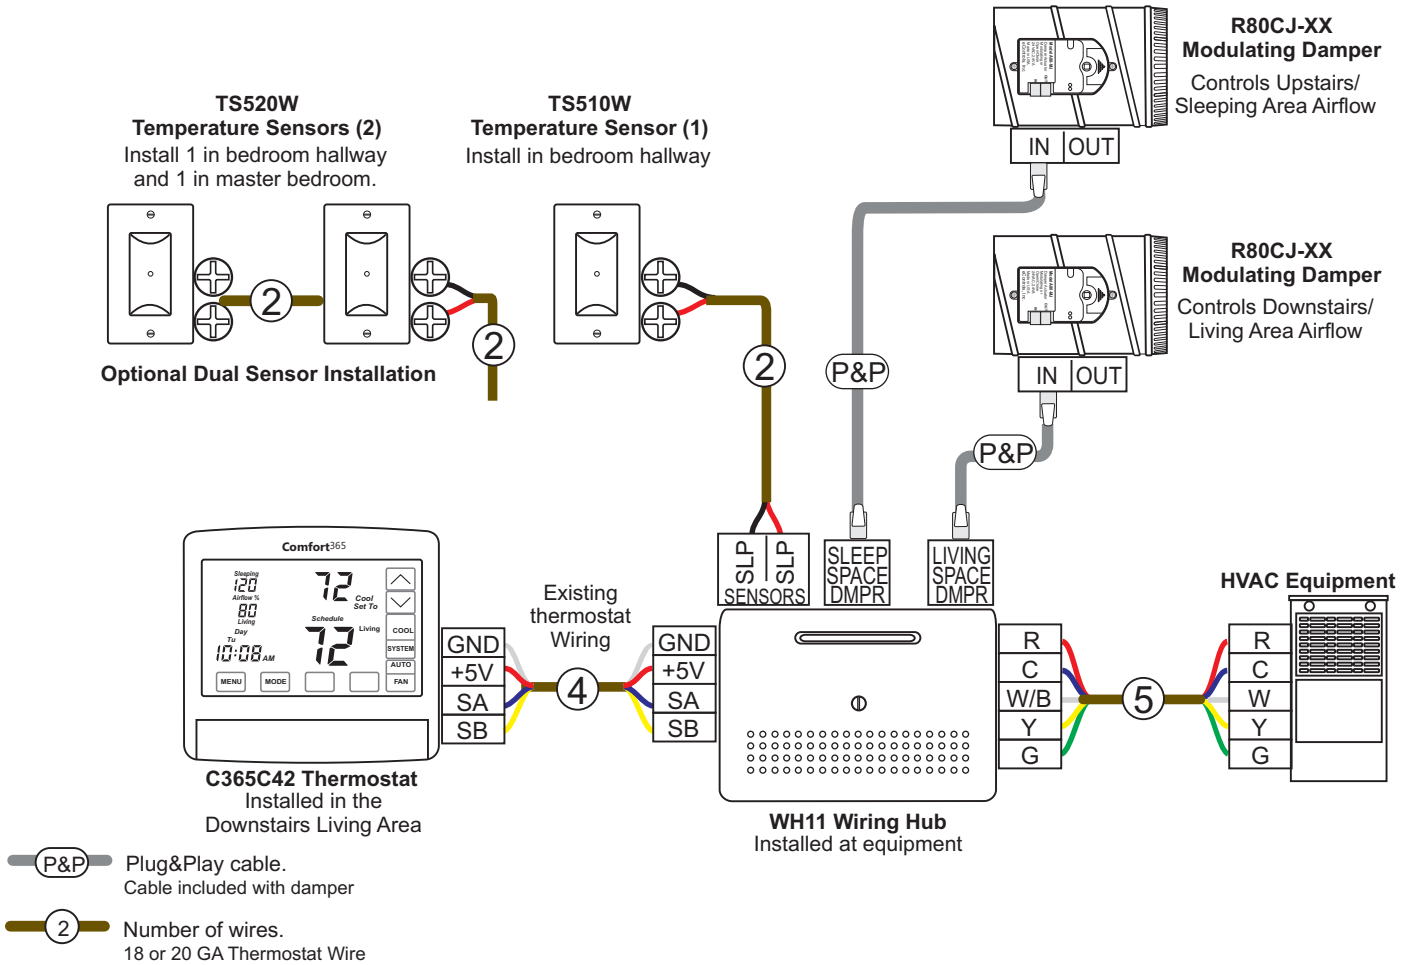 R80CJ-XX
Modulating Damper
Controls Upstairs/
Sleeping Area Airflow
IN OUT
TS520W
Temperature Sensors (2)
Install 1 in bedroom hallway
and 1 in master bedroom.
TS510W
Temperature Sensor (1)
Install in bedroom hallway
R80CJ-XX
Modulating Damper
Controls Downstairs/
Living Area Airflow
IN OUT
2
2
2
P&P
P&P
Optional Dual Sensor Installation
Comfort365
Sleeping
120
Airflow %
80
Living
Day
Tu
10:08 AM
72
Cool
Set To
Schedule
72
Living
COOL
SYSTEM
AUTO
FAN
MENU
MODE
GND
+5V
SA
SB
Existing
thermostat
Wiring
4
GND
+5V
SA
SB
SLP SLP
SENSORS
SLEEP
SPACE
DMPR
LIVING
SPACE
DMPR
R
C
W/B
Y
G
5
HVAC Equipment
R
C
W
Y
G
C365C42 Thermostat
Installed in the
Downstairs Living Area
WH11 Wiring Hub
Installed at equipment
P&P Plug&Play cable.
Cable included with damper
2 Number of wires.
18 or 20 GA Thermostat Wire